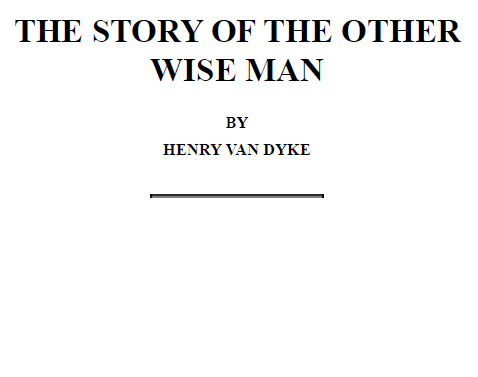 THE STORY OF THE OTHER
WISE MAN
BY
HENRY VAN DYKE